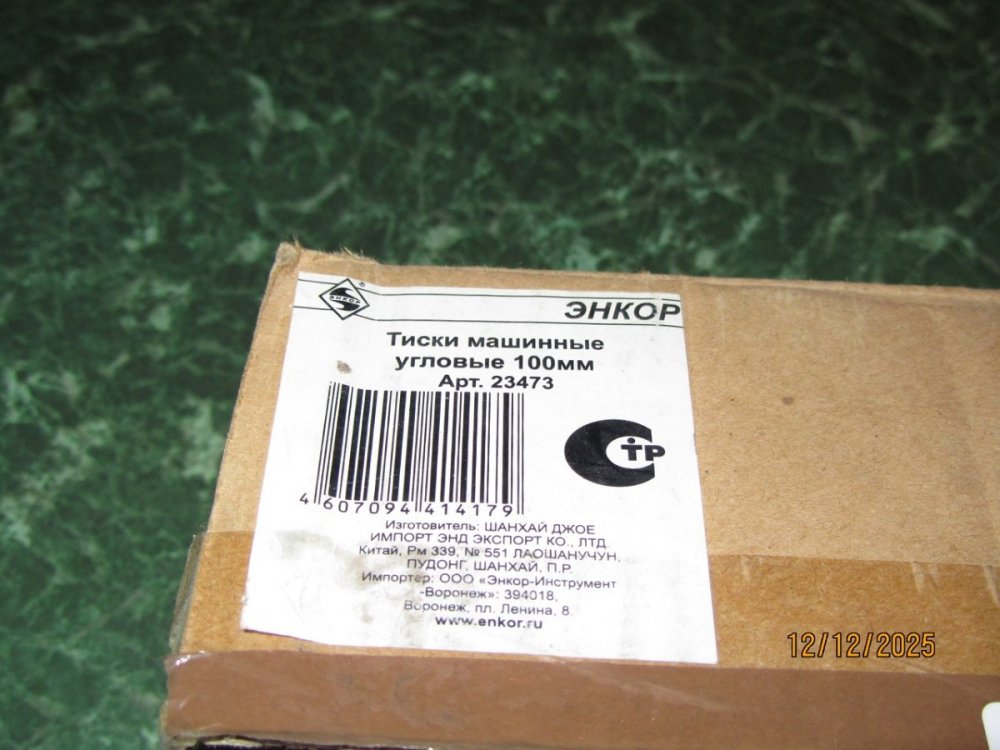 ЭНКОР ®
ЭНКОР
Тиски машинные
угловые 100мм
Арт. 23473
4 607094 414179
СТР
Изготовитель: ШАНХАЙ ДЖОЕ
ИМПОРТ ЭНД ЭКСПОРТ КО., ЛТД
Китай, Рм 339, № 551 ЛАОШАНУЧУН,
ПУДОНГ, ШАНХАЙ, П.Р.
Импортер: ООО «Энкор-Инструмент
-Воронеж»: 394018,
Воронеж, пл. Ленина, 8.
www.enkor.ru
12/12/2025